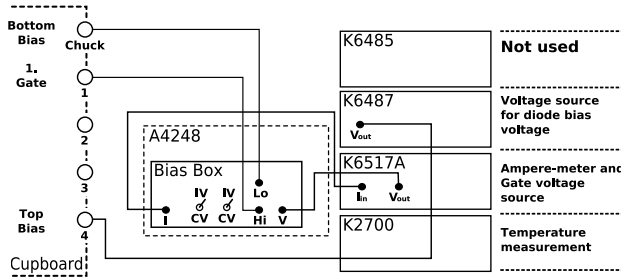 Bottom
Bias
Chuck
1.
Gate
1
2
3
Top
Bias
4
Cupboard
A4248
Bias Box
IV IV Lo
I CV CV Hi V
K6485
K6487
Vout
K6517A
Iin Vout
K2700
Not used
Voltage source
for diode bias
voltage
Ampere-meter and
Gate voltage
source
Temperature
measurement